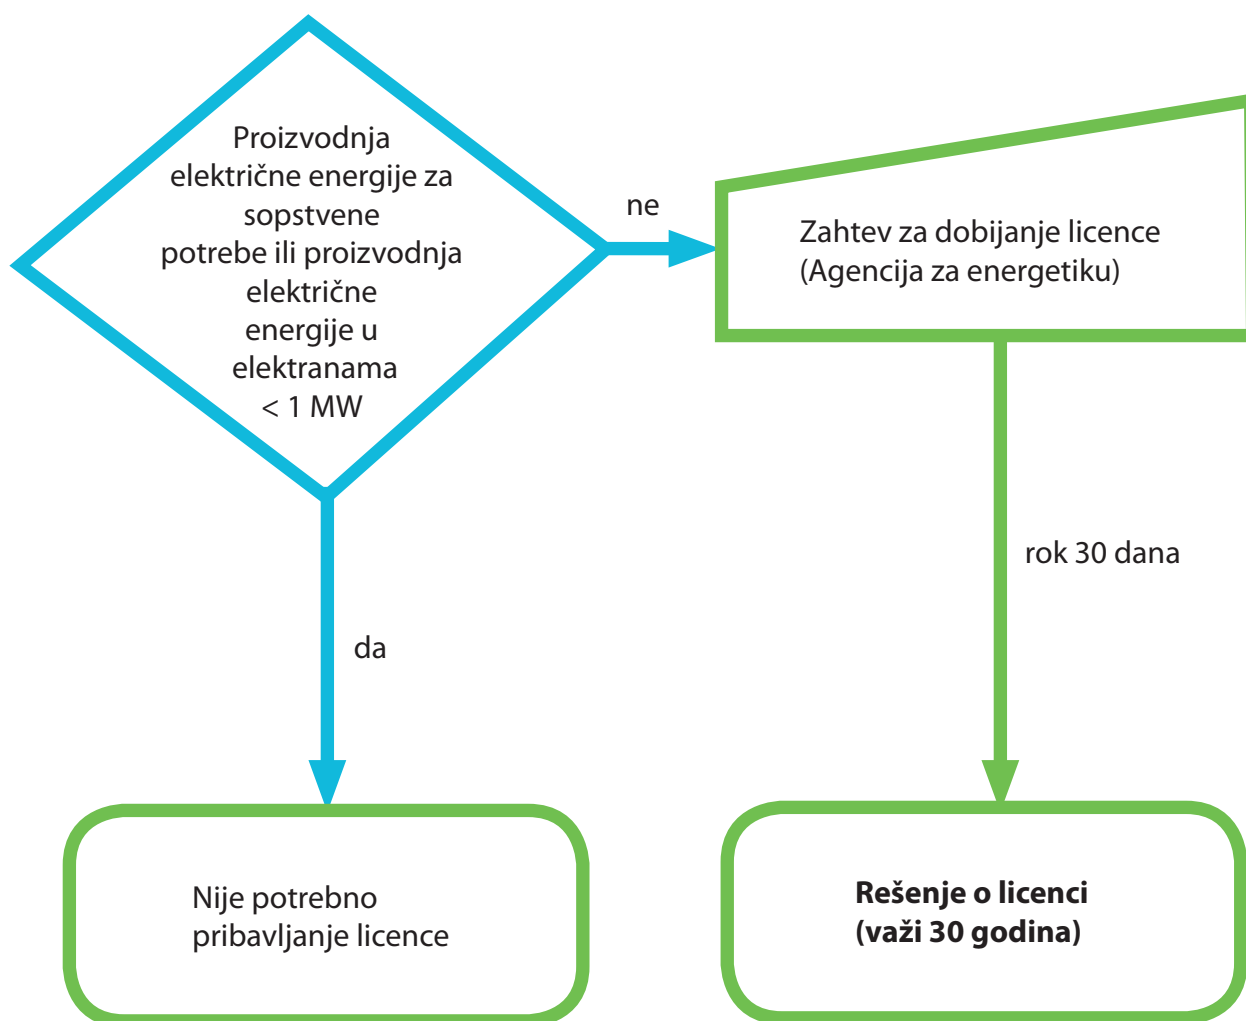 Proizvodnja
električne energije za
sopstvene
potrebe ili proizvodnja
električne
energije u
elektranama
< 1 MW
ne
Zahtev za dobijanje licence
(Agencija za energetiku)
rok 30 dana
da
Nije potrebno
pribavljanje licence
Rešenje o licenci
(važi 30 godina)